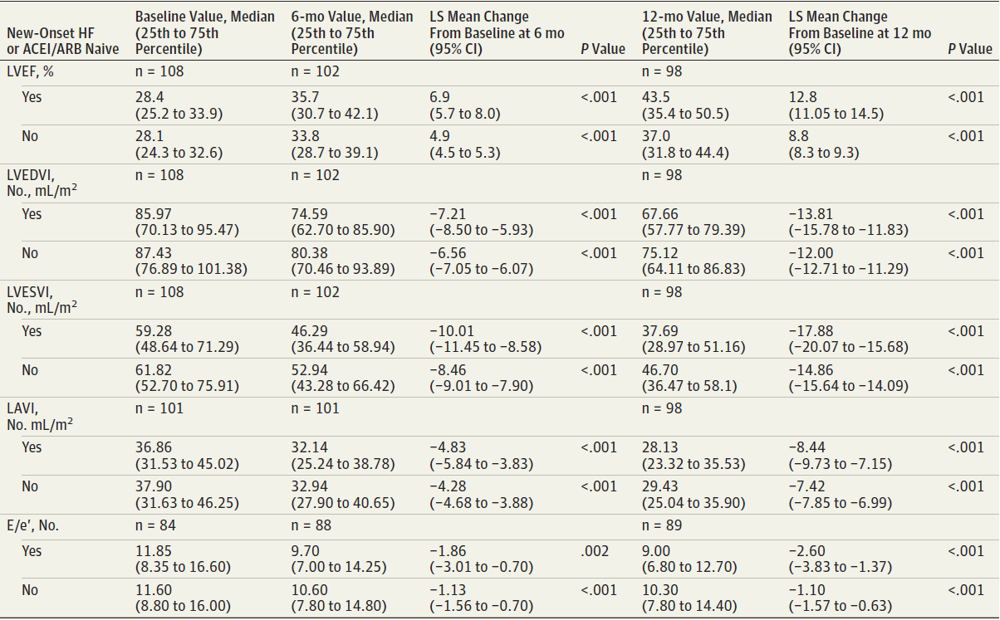 Baseline Value, Median 6-mo Value, Median LS Mean Change 12-mo Value, Median LS Mean Change
New-Onset HF (25th to 75th (25th to 75th From Baseline at 6 mo (25th to 75th From Baseline at 12 mo
or ACEI/ARB Naive Percentile) Percentile) (95% CI) P Value Percentile) (95% CI) P Value
LVEF, % n = 108 n = 102 n = 98
Yes 28.4 35.7 6.9 <.001 43.5 12.8 <.001
(25.2 to 33.9) (30.7 to 42.1) (5.7 to 8.0) (35.4 to 50.5) (11.05 to 14.5)
No 28.1 33.8 4.9 <.001 37.0 8.8 <.001
(24.3 to 32.6) (28.7 to 39.1) (4.5 to 5.3) (31.8 to 44.4) (8.3 to 9.3)
LVEDVI, n = 108 n = 102 n = 98
No., mL/m²
Yes 85.97 74.59 −7.21 <.001 67.66 −13.81 <.001
(70.13 to 95.47) (62.70 to 85.90) (−8.50 to −5.93) (57.77 to 79.39) (−15.78 to −11.83)
No 87.43 80.38 −6.56 <.001 75.12 −12.00 <.001
(76.89 to 101.38) (70.46 to 93.89) (−7.05 to −6.07) (64.11 to 86.83) (−12.71 to −11.29)
LVESVI, n = 108 n = 102 n = 98
No., mL/m²
Yes 59.28 46.29 −10.01 <.001 37.69 −17.88 <.001
(48.64 to 71.29) (36.44 to 58.94) (−11.45 to −8.58) (28.97 to 51.16) (−20.07 to −15.68)
No 61.82 52.94 −8.46 <.001 46.70 −14.86 <.001
(52.70 to 75.91) (43.28 to 66.42) (−9.01 to −7.90) (36.47 to 58.1) (−15.64 to −14.09)
LAVI, n = 101 n = 101 n = 98
No. mL/m²
Yes 36.86 32.14 −4.83 <.001 28.13 −8.44 <.001
(31.53 to 45.02) (25.24 to 38.78) (−5.84 to −3.83) (23.32 to 35.53) (−9.73 to −7.15)
No 37.90 32.94 −4.28 <.001 29.43 −7.42 <.001
(31.63 to 46.25) (27.90 to 40.65) (−4.68 to −3.88) (25.04 to 35.90) (−7.85 to −6.99)
E/e′, No. n = 84 n = 88 n = 89
Yes 11.85 9.70 −1.86 .002 9.00 −2.60 <.001
(8.35 to 16.60) (7.00 to 14.25) (−3.01 to −0.70) (6.80 to 12.70) (−3.83 to −1.37)
No 11.60 10.60 −1.13 <.001 10.30 −1.10 <.001
(8.80 to 16.00) (7.80 to 14.80) (−1.56 to −0.70) (7.80 to 14.40) (−1.57 to −0.63)